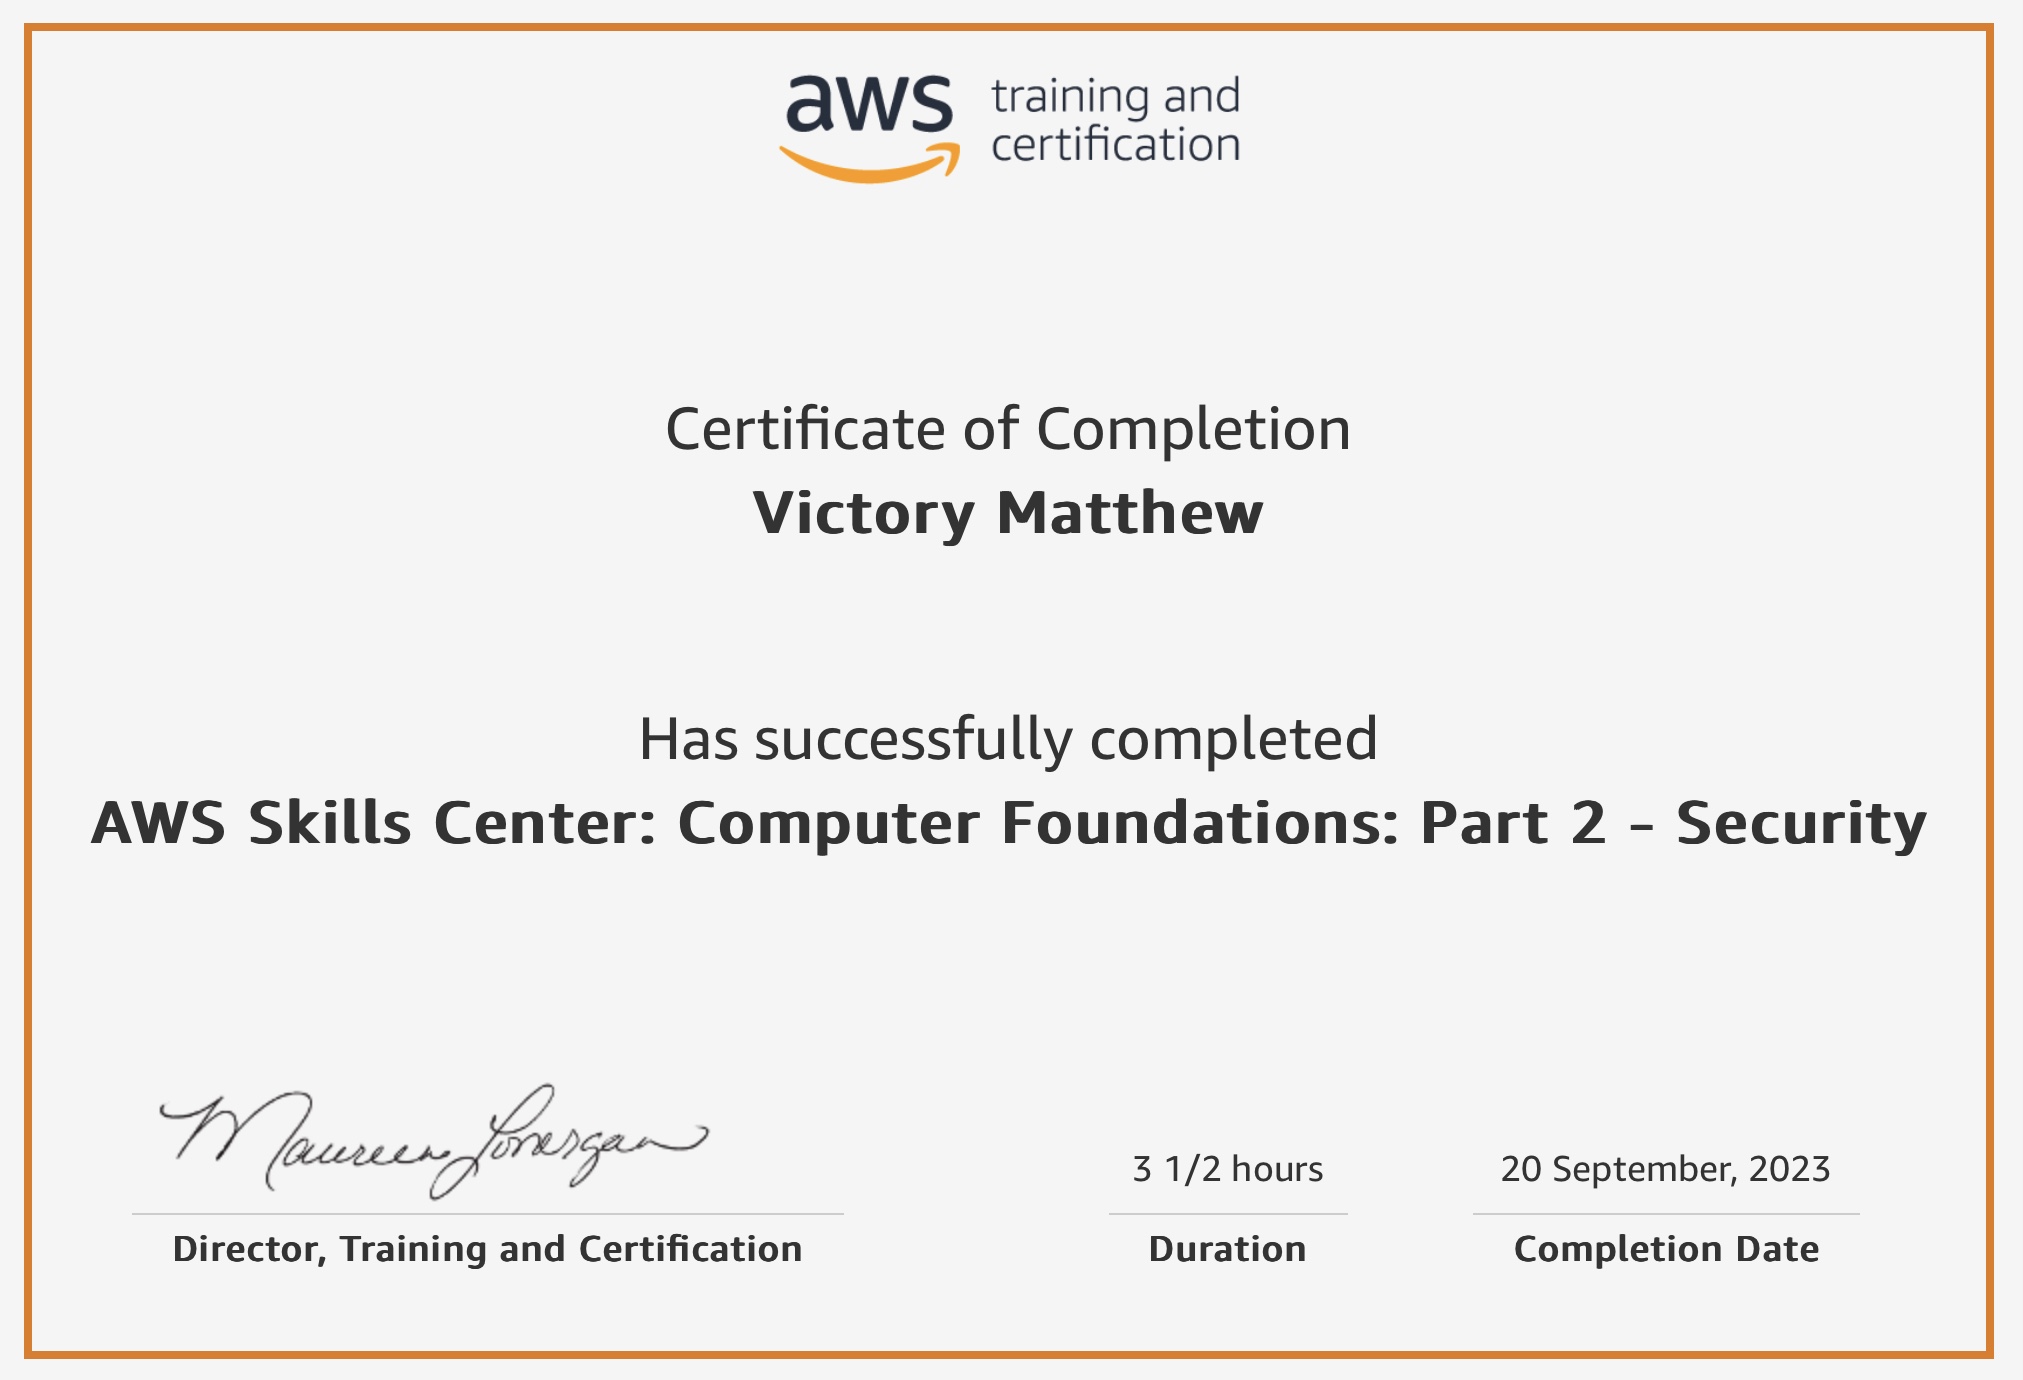 aws training and
certification
Certificate of Completion
Victory Matthew
Has successfully completed
AWS Skills Center: Computer Foundations: Part 2 - Security
Maureen Lonergan
Director, Training and Certification
3 1/2 hours
Duration
20 September, 2023
Completion Date